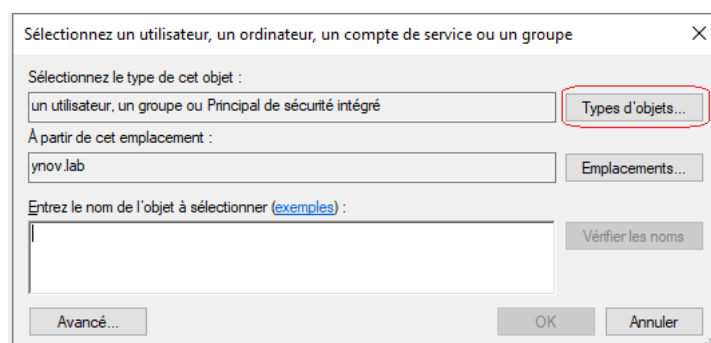 Sélectionnez un utilisateur, un ordinateur, un compte de service ou un groupe
Sélectionnez le type de cet objet :
un utilisateur, un groupe ou Principal de sécurité intégré
Types d'objets...
À partir de cet emplacement :
ynov.lab
Emplacements...
Entrez le nom de l'objet à sélectionner (exemples) :
Vérifier les noms
Avancé...
OK
Annuler